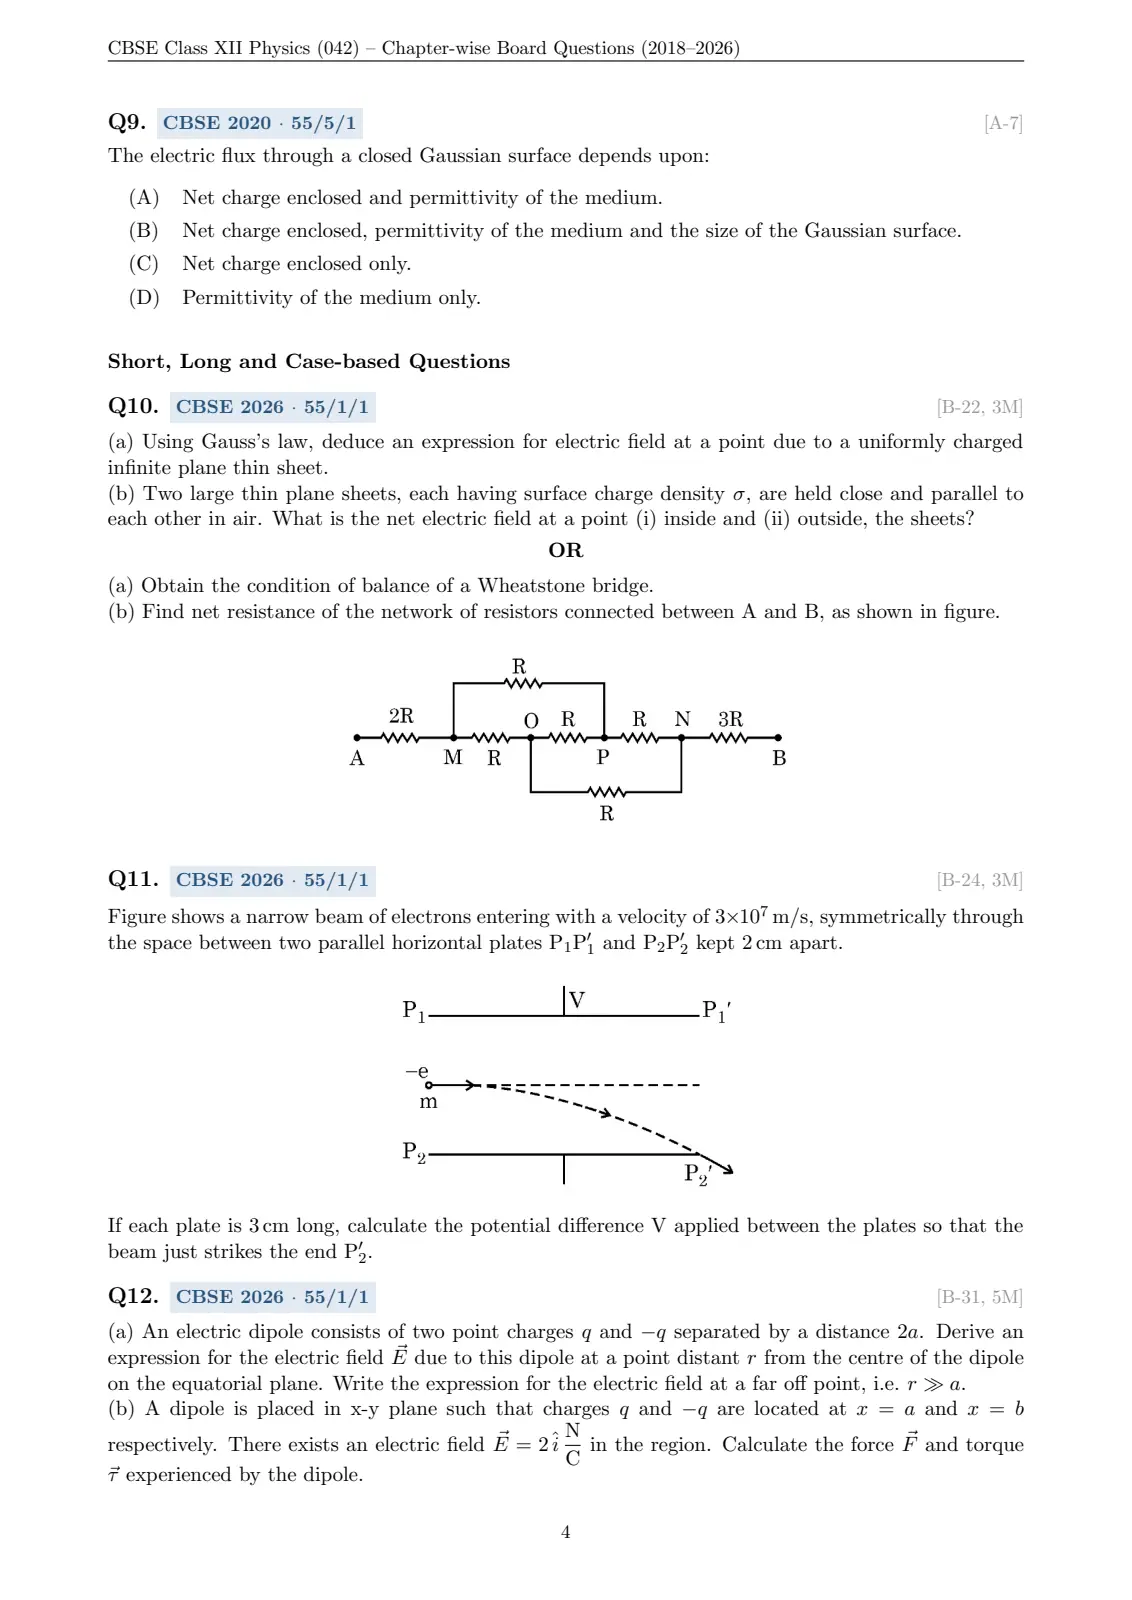 CBSE Class XII Physics (042) – Chapter-wise Board Questions (2018–2026)
Q9. CBSE 2020 · 55/5/1 [A-7]
The electric flux through a closed Gaussian surface depends upon:
(A) Net charge enclosed and permittivity of the medium.
(B) Net charge enclosed, permittivity of the medium and the size of the Gaussian surface.
(C) Net charge enclosed only.
(D) Permittivity of the medium only.
Short, Long and Case-based Questions
Q10. CBSE 2026 · 55/1/1 [B-22, 3M]
(a) Using Gauss's law, deduce an expression for electric field at a point due to a uniformly charged
infinite plane thin sheet.
(b) Two large thin plane sheets, each having surface charge density σ, are held close and parallel to
each other in air. What is the net electric field at a point (i) inside and (ii) outside, the sheets?
OR
(a) Obtain the condition of balance of a Wheatstone bridge.
(b) Find net resistance of the network of resistors connected between A and B, as shown in figure.
R
2R O R R N 3R
A M R P B
R
Q11. CBSE 2026 · 55/1/1 [B-24, 3M]
Figure shows a narrow beam of electrons entering with a velocity of 3×10⁷ m/s, symmetrically through
the space between two parallel horizontal plates P₁P₁′ and P₂P₂′ kept 2 cm apart.
V
P₁ P₁′
–e
m
P₂
P₂′
If each plate is 3 cm long, calculate the potential difference V applied between the plates so that the
beam just strikes the end P₂′.
Q12. CBSE 2026 · 55/1/1 [B-31, 5M]
(a) An electric dipole consists of two point charges q and −q separated by a distance 2a. Derive an
expression for the electric field E⃗ due to this dipole at a point distant r from the centre of the dipole
on the equatorial plane. Write the expression for the electric field at a far off point, i.e. r ≫ a.
(b) A dipole is placed in x-y plane such that charges q and −q are located at x = a and x = b
respectively. There exists an electric field E⃗ = 2 î N/C in the region. Calculate the force F⃗ and torque
τ⃗ experienced by the dipole.
4